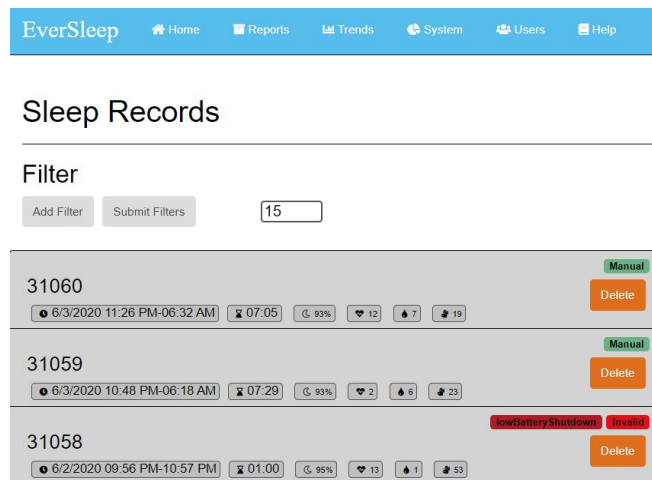 EverSleep Home Reports Trends System Users Help
Sleep Records
Filter
Add Filter Submit Filters 15
Manual
31060 Delete
6/3/2020 11:26 PM-06:32 AM 07:05 93% 12 7 19
Manual
31059 Delete
6/3/2020 10:48 PM-06:18 AM 07:29 93% 2 6 23
lowBatteryShutdown Invalid
31058 Delete
6/2/2020 09:56 PM-10:57 PM 01:00 95% 13 1 53